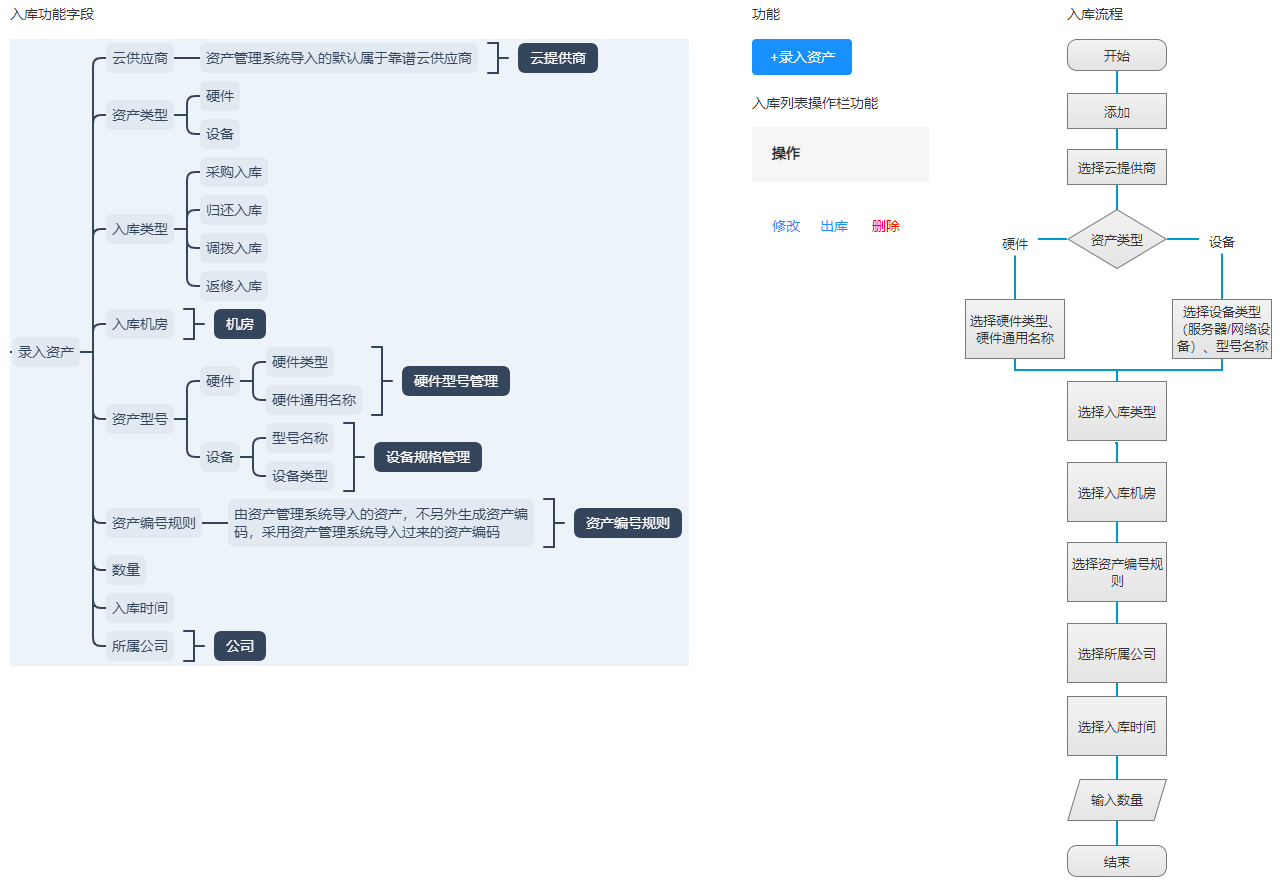 入库功能字段
录入资产
云供应商
资产管理系统导入的默认属于靠谱云供应商
云提供商
资产类型
硬件
设备
入库类型
采购入库
归还入库
调拨入库
返修入库
入库机房
机房
资产型号
硬件
硬件类型
硬件通用名称
硬件型号管理
设备
型号名称
设备类型
设备规格管理
资产编号规则
由资产管理系统导入的资产，不另外生成资产编
码，采用资产管理系统导入过来的资产编码
资产编号规则
数量
入库时间
所属公司
公司
功能
+录入资产
入库列表操作栏功能
操作
修改 出库 删除
入库流程
开始
添加
选择云提供商
资产类型
硬件
设备
选择硬件类型、
硬件通用名称
选择设备类型
（服务器/网络设
备）、型号名称
选择入库类型
选择入库机房
选择资产编号规
则
选择所属公司
选择入库时间
输入数量
结束